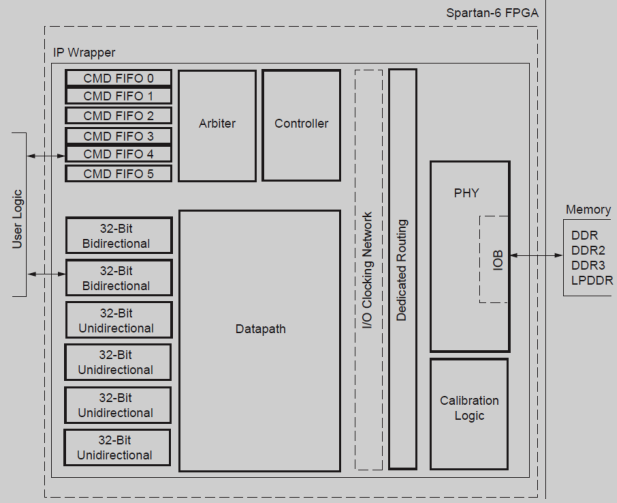 Spartan-6 FPGA
IP Wrapper
CMD FIFO 0
CMD FIFO 1
CMD FIFO 2
CMD FIFO 3
CMD FIFO 4
CMD FIFO 5
Arbiter
Controller
User Logic
32-Bit
Bidirectional
32-Bit
Bidirectional
32-Bit
Unidirectional
32-Bit
Unidirectional
32-Bit
Unidirectional
32-Bit
Unidirectional
Datapath
I/O Clocking Network
Dedicated Routing
PHY
IOB
Calibration
Logic
Memory
DDR
DDR2
DDR3
LPDDR